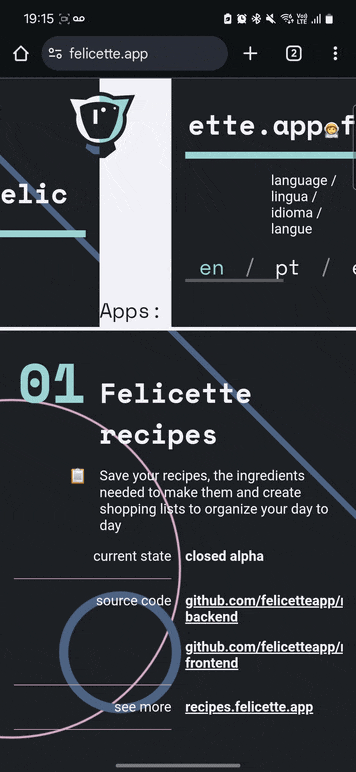 19:15
felicette.app
2
ette.app
f
elic
language /
lingua /
idioma /
langue
en / pt / e
Apps:
01
Felicette
recipes
Save your recipes, the ingredients
needed to make them and create
shopping lists to organize your day to
day
current state
closed alpha
source code
github.com/felicetteapp/
backend
github.com/felicetteapp/
frontend
see more
recipes.felicette.app